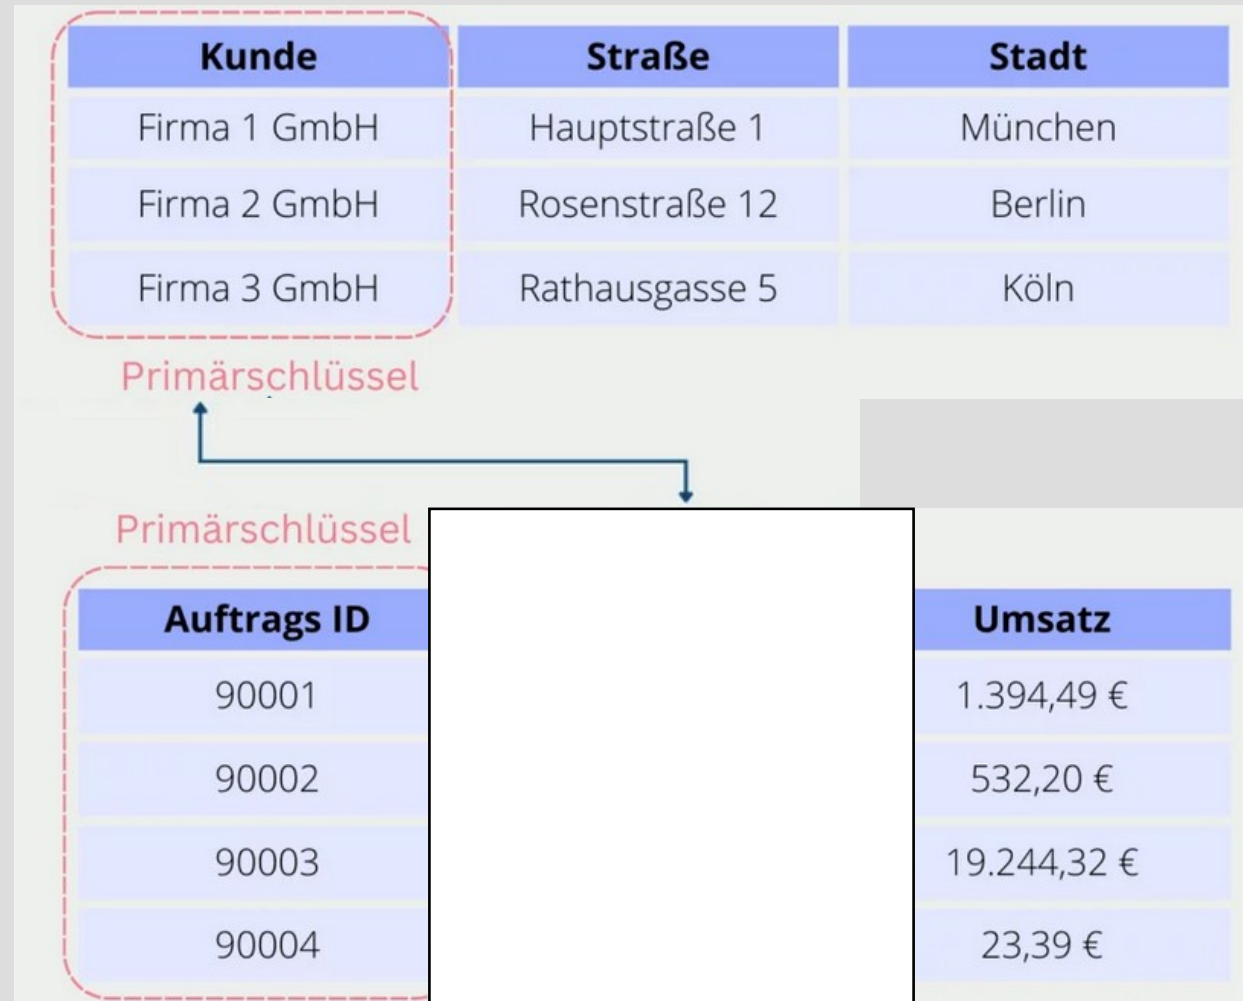 Kunde Straße Stadt
Firma 1 GmbH Hauptstraße 1 München
Firma 2 GmbH Rosenstraße 12 Berlin
Firma 3 GmbH Rathausgasse 5 Köln
Primärschlüssel
Primärschlüssel
Auftrags ID Umsatz
90001 1.394,49 €
90002 532,20 €
90003 19.244,32 €
90004 23,39 €